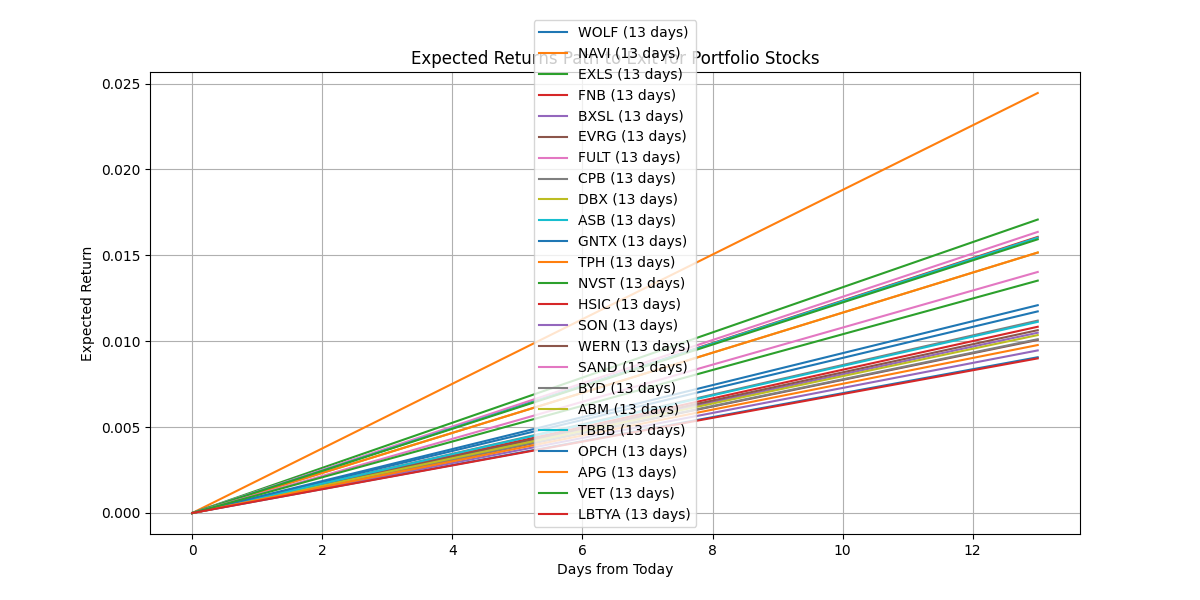 Expected Returns Path to Exit for Portfolio Stocks
WOLF (13 days)
NAVI (13 days)
EXLS (13 days)
FNB (13 days)
BXSL (13 days)
EVRG (13 days)
FULT (13 days)
CPB (13 days)
DBX (13 days)
ASB (13 days)
GNTX (13 days)
TPH (13 days)
NVST (13 days)
HSIC (13 days)
SON (13 days)
WERN (13 days)
SAND (13 days)
BYD (13 days)
ABM (13 days)
TBBB (13 days)
OPCH (13 days)
APG (13 days)
VET (13 days)
LBTYA (13 days)
Expected Return
0.025
0.020
0.015
0.010
0.005
0.000
0 2 4 6 8 10 12
Days from Today